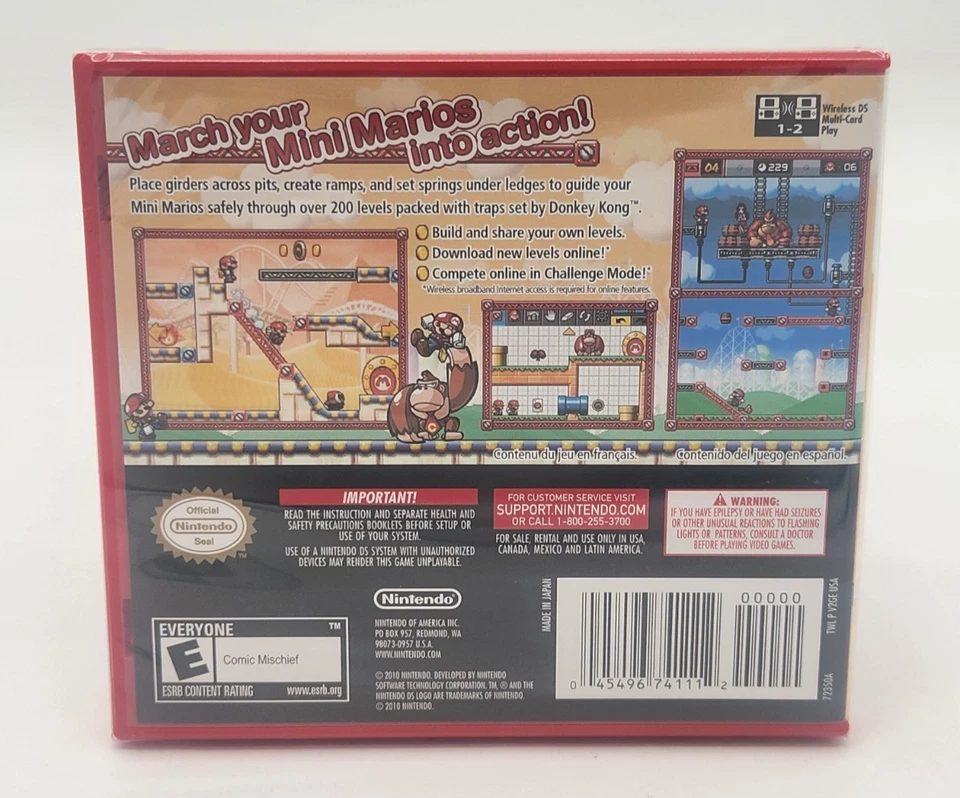 March your
Mini Marios
into action!
Wireless DS
Multi-Card
Play
1-2
Place girders across pits, create ramps, and set springs under ledges to guide your
Mini Marios safely through over 200 levels packed with traps set by Donkey Kong™.
Build and share your own levels.
Download new levels online!*
Compete online in Challenge Mode!*
*Wireless broadband Internet access is required for online features.
04
229
06
Contenu du jeu en français.
Contenido del juego en español.
Official
Nintendo
Seal
TM
IMPORTANT!
READ THE INSTRUCTION AND SEPARATE HEALTH AND
SAFETY PRECAUTIONS BOOKLETS BEFORE SETUP OR
USE OF YOUR SYSTEM.
USE OF A NINTENDO DS SYSTEM WITH UNAUTHORIZED
DEVICES MAY RENDER THIS GAME UNPLAYABLE.
FOR CUSTOMER SERVICE VISIT
SUPPORT.NINTENDO.COM
OR CALL 1-800-255-3700
FOR SALE, RENTAL AND USE ONLY IN USA,
CANADA, MEXICO AND LATIN AMERICA.
WARNING:
IF YOU HAVE EPILEPSY OR HAVE HAD SEIZURES
OR OTHER UNUSUAL REACTIONS TO FLASHING
LIGHTS OR PATTERNS, CONSULT A DOCTOR
BEFORE PLAYING VIDEO GAMES.
Nintendo
NINTENDO OF AMERICA INC.
PO BOX 957, REDMOND, WA
98073-0957 U.S.A.
WWW.NINTENDO.COM
© 2010 NINTENDO. DEVELOPED BY NINTENDO
SOFTWARE TECHNOLOGY CORPORATION. TM, ® AND THE
NINTENDO DS LOGO ARE TRADEMARKS OF NINTENDO.
© 2010 NINTENDO.
EVERYONE
TM
E
Comic Mischief
ESRB CONTENT RATING www.esrb.org
MADE IN JAPAN
00000
0 45496 74111 2
TWL P V2GE USA
72350A